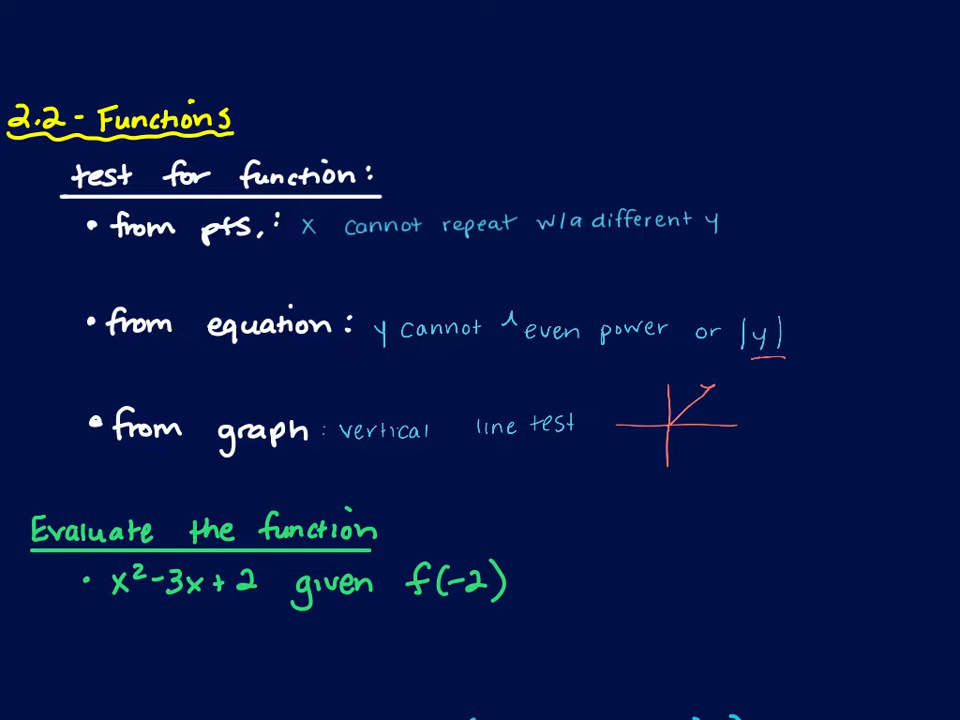 2.2 - Functions
test for function:
• from pts, : x cannot repeat w/a different y
• from equation: y cannot even power or |y|
• from graph: vertical line test
Evaluate the function
• x²-3x+2 given f(-2)